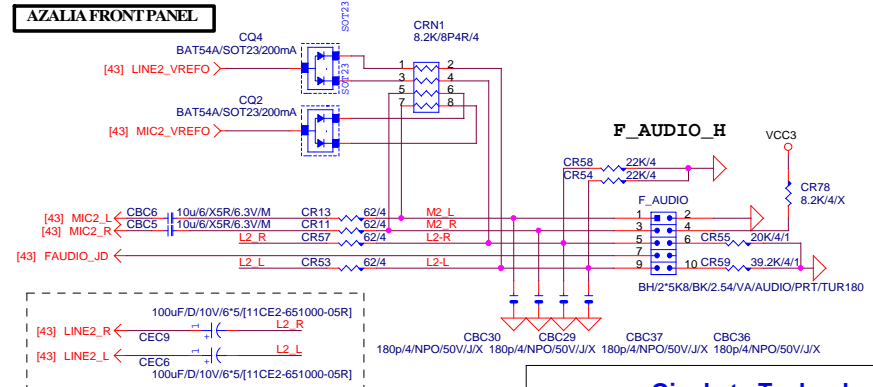 AZALIA FRONT PANEL
SOT23
CQ4
BAT54A/SOT23/200mA
[43] LINE2_VREFO
CRN1
8.2K/8P4R/4
1 2
3 4
5 6
7 8
SOT23
CQ2
BAT54A/SOT23/200mA
[43] MIC2_VREFO
F_AUDIO_H
VCC3
CR58 22K/4
CR54 22K/4
CR78
8.2K/4/X
F_AUDIO
[43] MIC2_L CBC6 10u/6/X5R/6.3V/M CR13 62/4 M2_L 1 2
[43] MIC2_R CBC5 10u/6/X5R/6.3V/M CR11 62/4 M2_R 3 4
L2_R CR57 62/4 L2-R 5 6 CR55 20K/4/1
[43] FAUDIO_JD 7
L2_L CR53 62/4 L2-L 9 10 CR59 39.2K/4/1
BH/2*5K8/BK/2.54/VA/AUDIO/PRT/TUR180
100uF/D/10V/6*5/[11CE2-651000-05R]
[43] LINE2_R 1 + L2_R
CEC9
[43] LINE2_L 1 + L2_L
CEC6
100uF/D/10V/6*5/[11CE2-651000-05R]
CBC30 CBC29 CBC37 CBC36
180p/4/NPO/50V/J/X 180p/4/NPO/50V/J/X 180p/4/NPO/50V/J/X 180p/4/NPO/50V/J/X